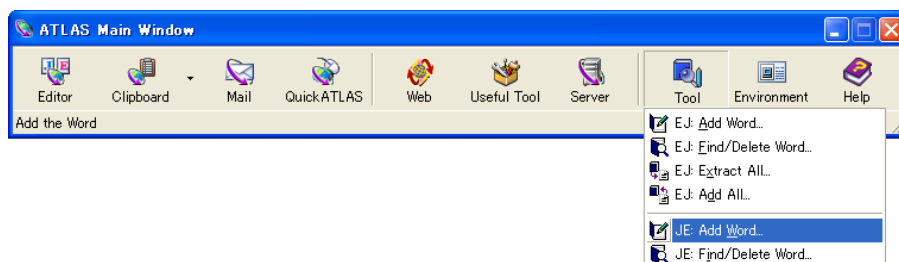 ATLAS Main Window
Editor Clipboard Mail QuickATLAS Web Useful Tool Server Tool Environment Help
Add the Word
EJ: Add Word...
EJ: Find/Delete Word...
EJ: Extract All...
EJ: Add All...
JE: Add Word...
JE: Find/Delete Word...